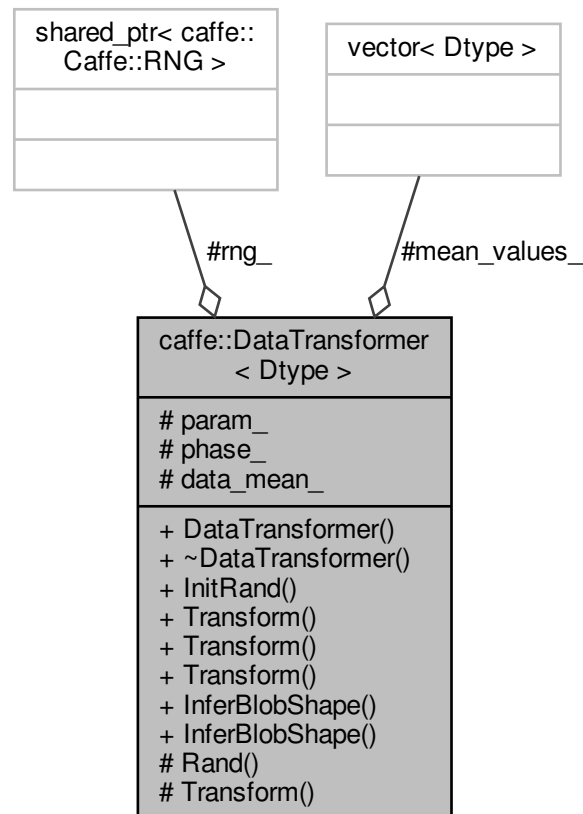 shared_ptr< caffe::
Caffe::RNG >
vector< Dtype >
#rng_
#mean_values_
caffe::DataTransformer
< Dtype >
# param_
# phase_
# data_mean_
+ DataTransformer()
+ ~DataTransformer()
+ InitRand()
+ Transform()
+ Transform()
+ Transform()
+ InferBlobShape()
+ InferBlobShape()
# Rand()
# Transform()